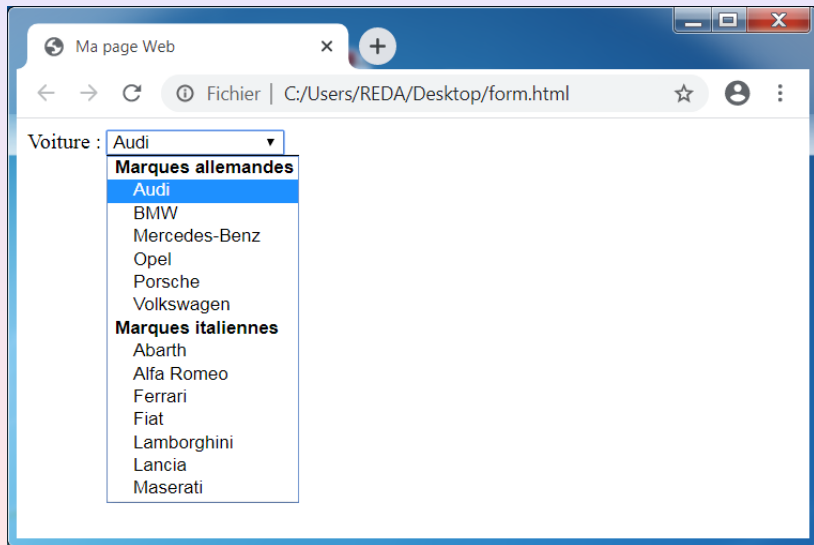 Ma page Web
Fichier | C:/Users/REDA/Desktop/form.html
Voiture : Audi
Marques allemandes
Audi
BMW
Mercedes-Benz
Opel
Porsche
Volkswagen
Marques italiennes
Abarth
Alfa Romeo
Ferrari
Fiat
Lamborghini
Lancia
Maserati